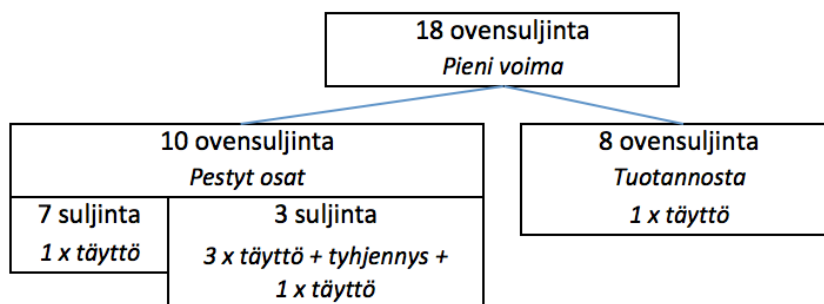 18 ovensuljinta
Pieni voima
10 ovensuljinta
Pestyt osat
7 suljinta
1 x täyttö
3 suljinta
3 x täyttö + tyhjennys +
1 x täyttö
8 ovensuljinta
Tuotannosta
1 x täyttö